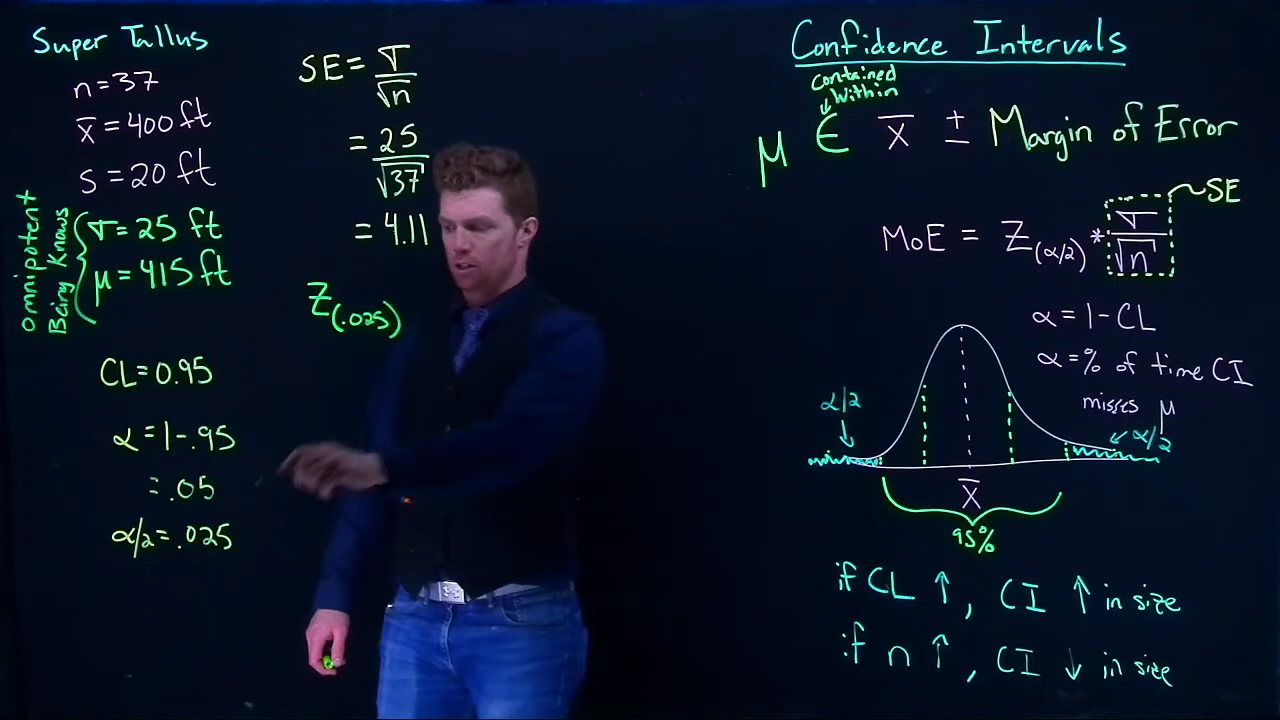 Super Tallus
n = 37
x̄ = 400 ft
s = 20 ft
Omnipotent
Being Knows
σ = 25 ft
μ = 415 ft
CL = 0.95
α = 1 - .95
= .05
α/2 = .025
SE = σ/√n
= 25/√37
= 4.11
Z(.025)
Confidence Intervals
contained
within
μ ∈ x̄ ± Margin of Error
MoE = Z(α/2) * σ/√n
SE
α = 1 - CL
α = % of time CI
misses μ
α/2
α/2
x̄
95%
if CL ↑, CI ↑ in size
if n ↑, CI ↓ in size